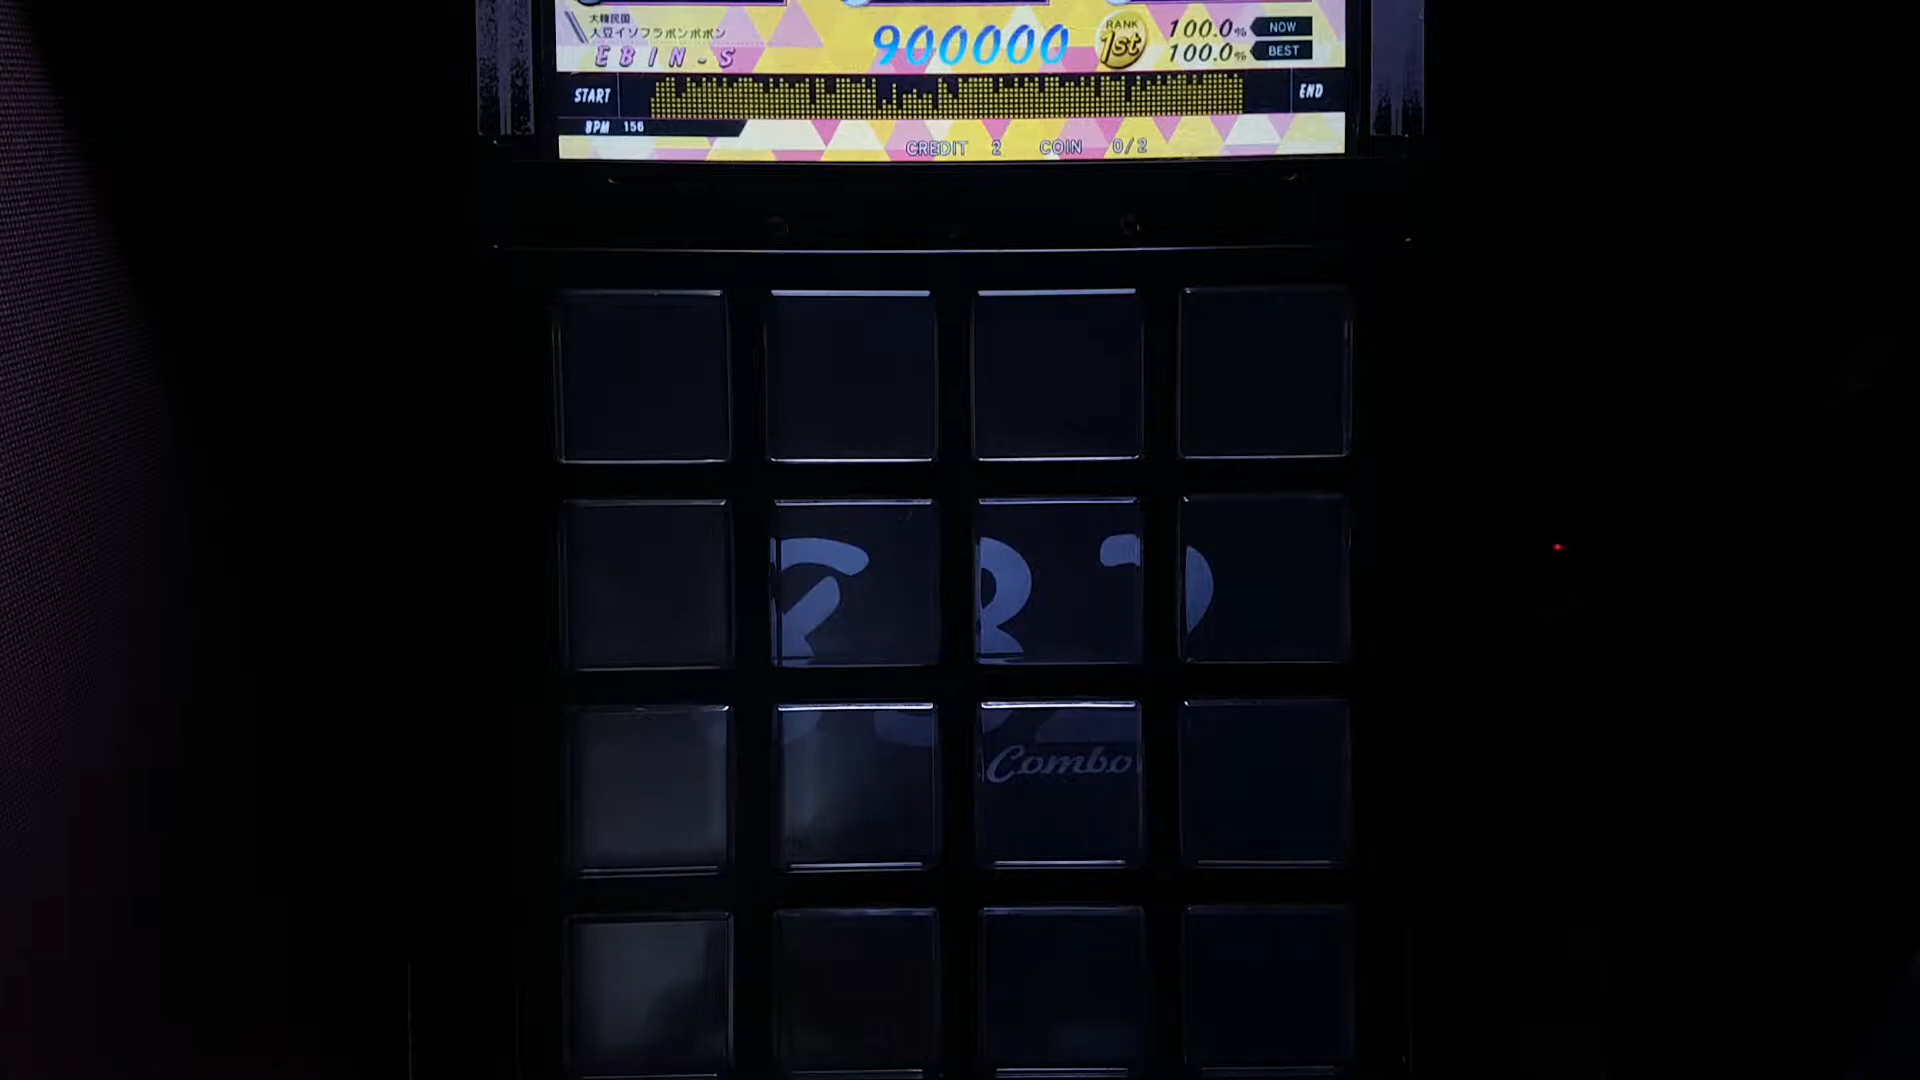 大韓民国
大豆イソフラボンボボン
EBIN-S
900000
RANK
1st
100.0% NOW
100.0% BEST
START
END
BPM 156
CREDIT 2 COIN 0/2
Combo